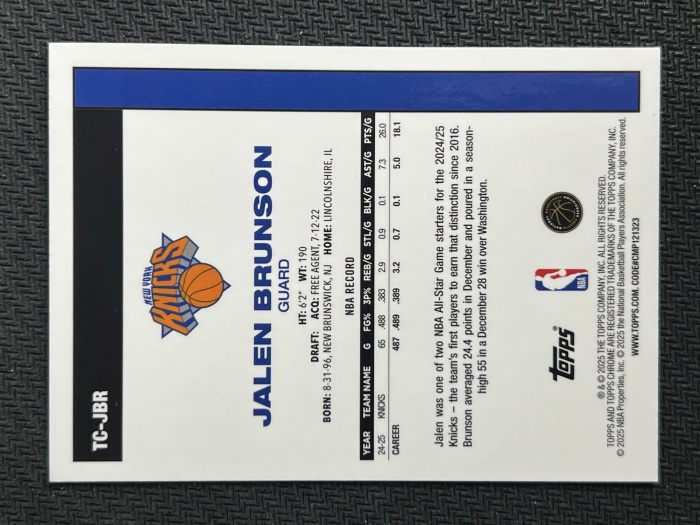 TC-JBR
NEW YORK
KNICKS
JALEN BRUNSON
GUARD
HT: 6'2" WT: 190
DRAFT: ACQ: FREE AGENT, 7-12-22
BORN: 8-31-96, NEW BRUNSWICK, NJ HOME: LINCOLNSHIRE, IL
NBA RECORD
YEAR TEAM NAME G FG% 3P% REB/G STL/G BLK/G AST/G PTS/G
24-25 KNICKS 65 .488 .383 2.9 0.9 0.1 7.3 26.0
CAREER 487 .489 .389 3.2 0.7 0.1 5.0 18.1
Jalen was one of two NBA All-Star Game starters for the 2024/25
Knicks – the team's first players to earn that distinction since 2016.
Brunson averaged 24.4 points in December and poured in a season-
high 55 in a December 28 win over Washington.
topps®
NBA
® & © 2025 THE TOPPS COMPANY, INC. ALL RIGHTS RESERVED.
TOPPS AND TOPPS CHROME ARE REGISTERED TRADEMARKS OF THE TOPPS COMPANY, INC.
© 2025 NBA Properties, Inc. © 2025 the National Basketball Players Association. All rights reserved.
WWW.TOPPS.COM. CODE#CMP121323